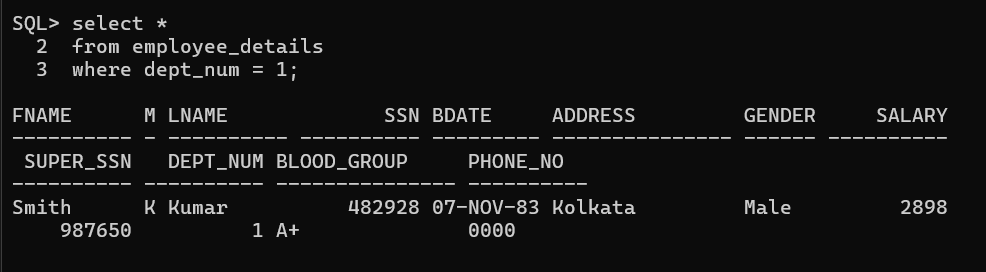 SQL> select *
  2  from employee_details
  3  where dept_num = 1;

FNAME      M LNAME             SSN BDATE     ADDRESS         GENDER     SALARY
---------- - ---------- ---------- --------- --------------- ------ ----------
 SUPER_SSN   DEPT_NUM BLOOD_GROUP     PHONE_NO
---------- ---------- --------------- ----------
Smith      K Kumar          482928 07-NOV-83 Kolkata         Male         2898
    987650          1 A+              0000